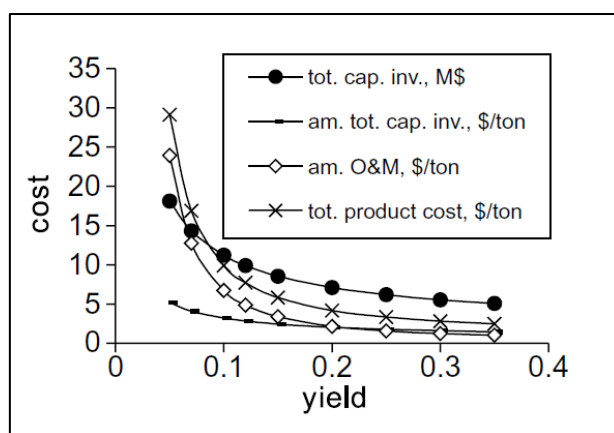 35
30
25
20
15
10
5
0
cost
tot. cap. inv., M$
am. tot. cap. inv., $/ton
am. O&M, $/ton
tot. product cost, $/ton
0
0.1
0.2
0.3
0.4
yield